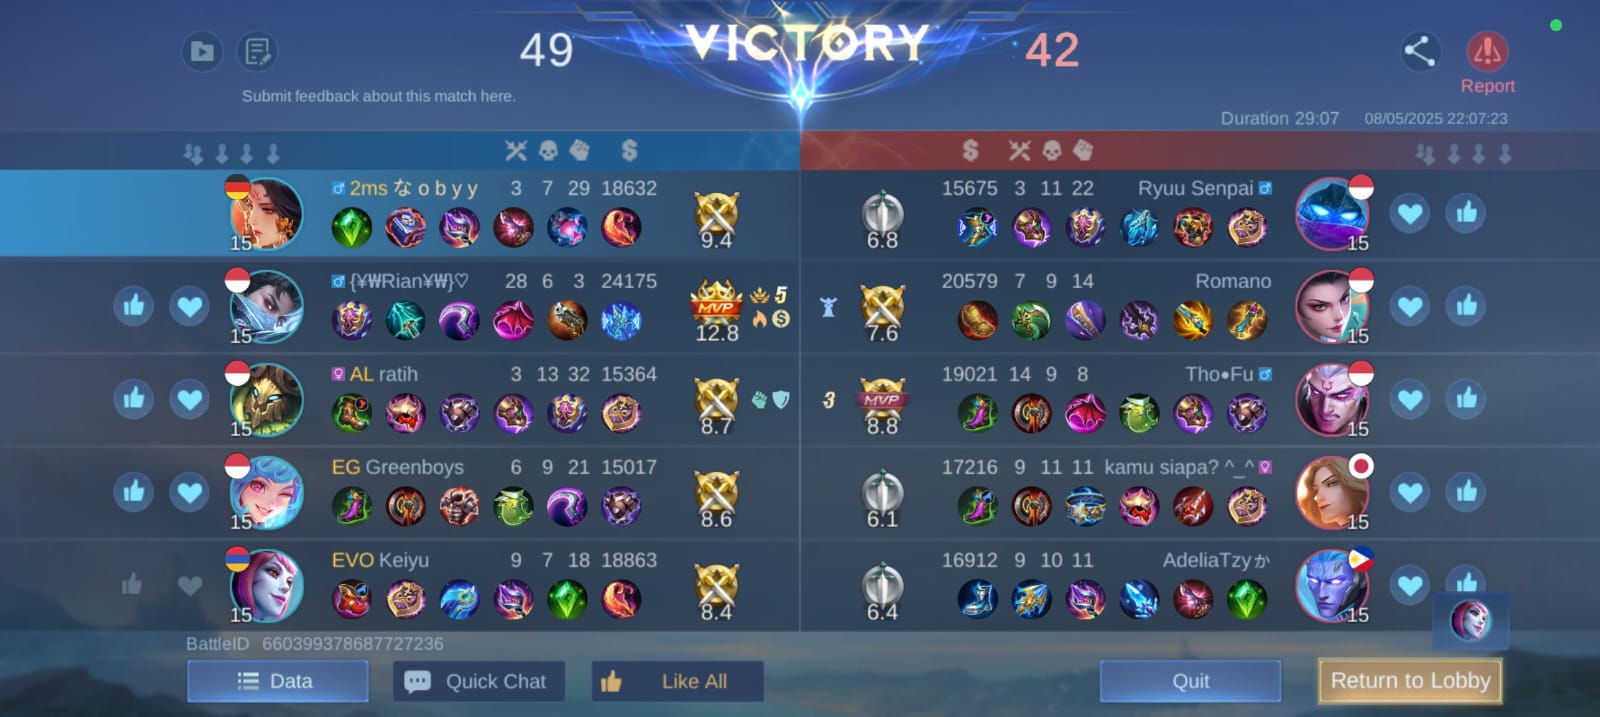 49 VICTORY 42
Report
Submit feedback about this match here.
Duration 29:07 08/05/2025 22:07:23
2ms な o b y y 3 7 29 18632
15 9.4
15675 3 11 22 Ryuu Senpai
6.8 15
{¥₩Rian¥₩}♡ 28 6 3 24175
MVP 5
15 12.8
20579 7 9 14 Romano
7.6 15
AL ratih 3 13 32 15364
15 8.7
19021 14 9 8 Tho●Fu
3 MVP
8.8 15
EG Greenboys 6 9 21 15017
15 8.6
17216 9 11 11 kamu siapa? ^_^
6.1 15
EVO Keiyu 9 7 18 18863
15 8.4
16912 9 10 11 AdeliaTzyか
6.4 15
BattleID 660399378687727236
Data Quick Chat Like All Quit Return to Lobby